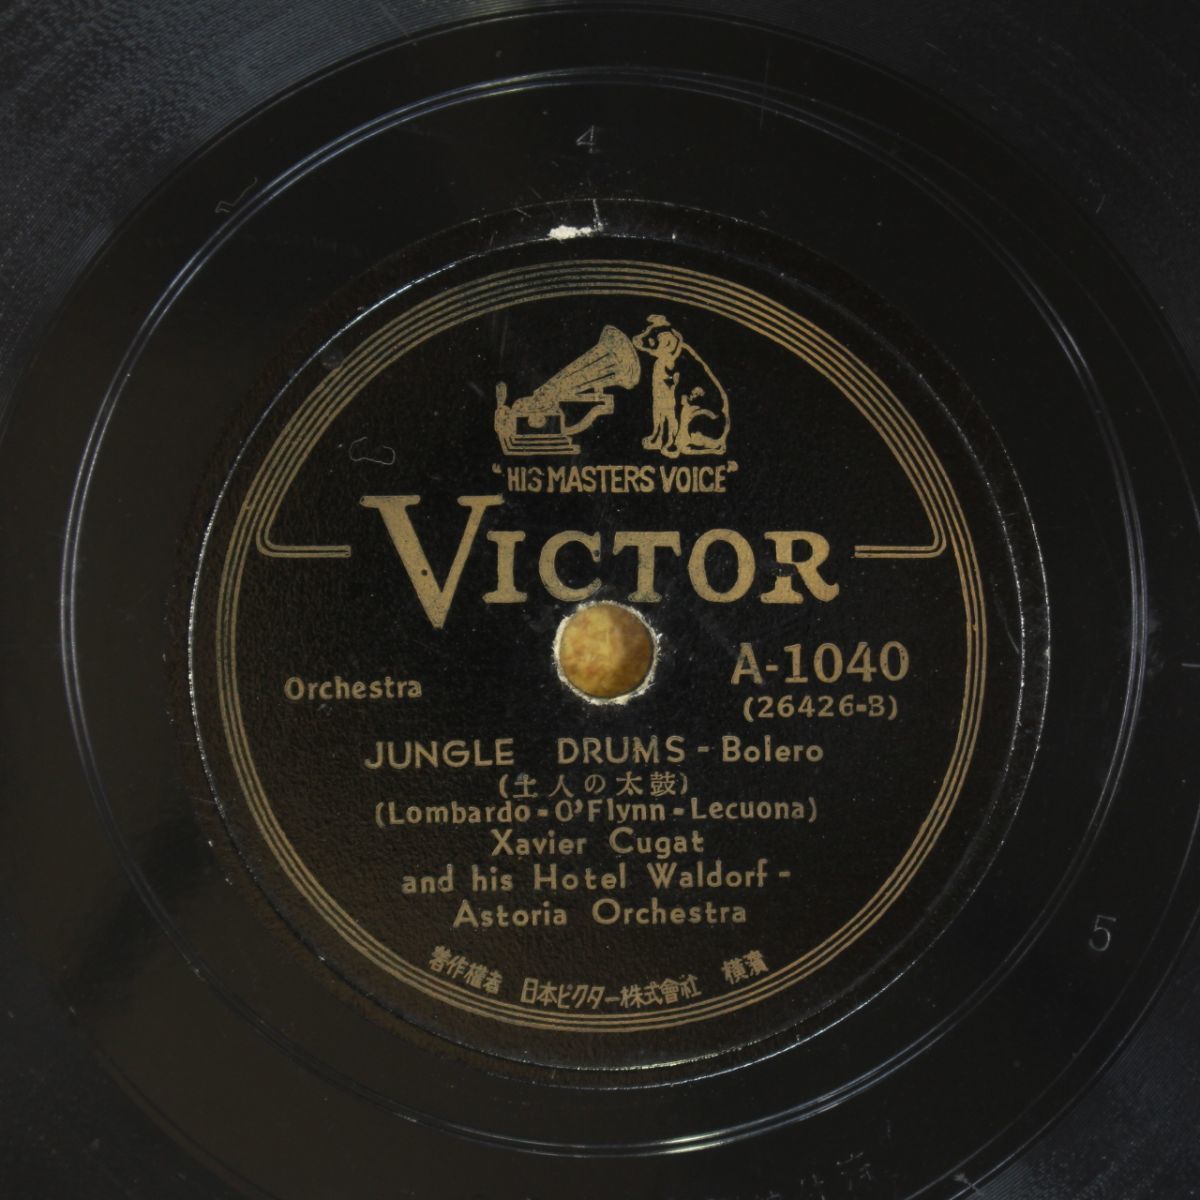 4
"HIS MASTERS VOICE"
VICTOR
A-1040
Orchestra
(26426-B)
JUNGLE DRUMS - Bolero
(土人の太鼓)
(Lombardo - O'Flynn - Lecuona)
Xavier Cugat
and his Hotel Waldorf -
Astoria Orchestra
5
著作權者 日本ビクター株式會社 橫濱